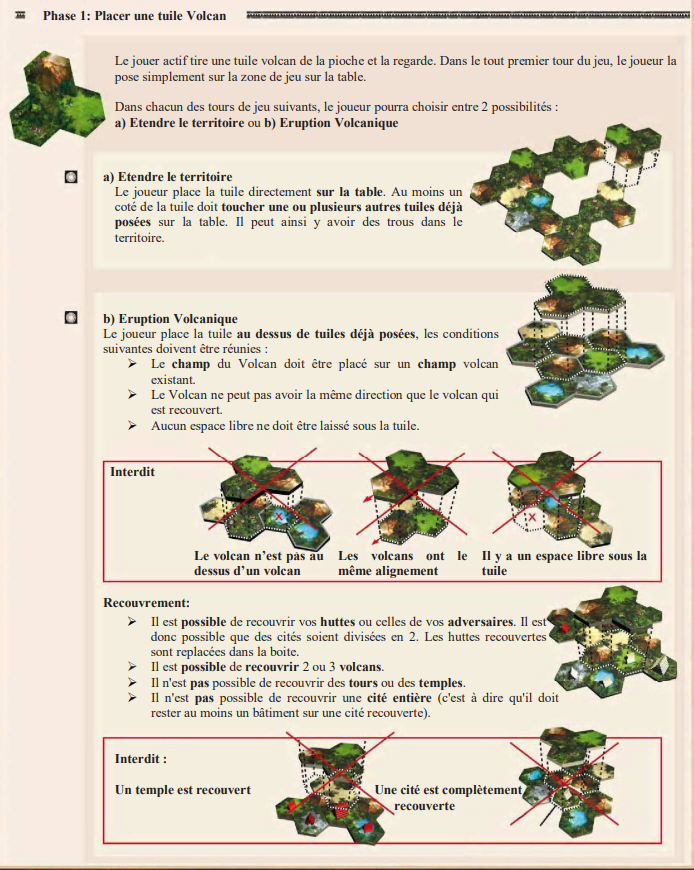 Phase 1: Placer une tuile Volcan
Le jouer actif tire une tuile volcan de la pioche et la regarde. Dans le tout premier tour du jeu, le joueur la
pose simplement sur la zone de jeu sur la table.
Dans chacun des tours de jeu suivants, le joueur pourra choisir entre 2 possibilités :
a) Etendre le territoire ou b) Eruption Volcanique
a) Etendre le territoire
Le joueur place la tuile directement sur la table. Au moins un
coté de la tuile doit toucher une ou plusieurs autres tuiles déjà
posées sur la table. Il peut ainsi y avoir des trous dans le
territoire.
b) Eruption Volcanique
Le joueur place la tuile au dessus de tuiles déjà posées, les conditions
suivantes doivent être réunies :
➢ Le champ du Volcan doit être placé sur un champ volcan
existant.
➢ Le Volcan ne peut pas avoir la même direction que le volcan qui
est recouvert.
➢ Aucun espace libre ne doit être laissé sous la tuile.
Interdit
Le volcan n'est pas au
dessus d'un volcan
Les volcans ont le
même alignement
Il y a un espace libre sous la
tuile
Recouvrement:
➢ Il est possible de recouvrir vos huttes ou celles de vos adversaires. Il est
donc possible que des cités soient divisées en 2. Les huttes recouvertes
sont replacées dans la boite.
➢ Il est possible de recouvrir 2 ou 3 volcans.
➢ Il n'est pas possible de recouvrir des tours ou des temples.
➢ Il n'est pas possible de recouvrir une cité entière (c'est à dire qu'il doit
rester au moins un bâtiment sur une cité recouverte).
Interdit :
Un temple est recouvert
Une cité est complètement
recouverte